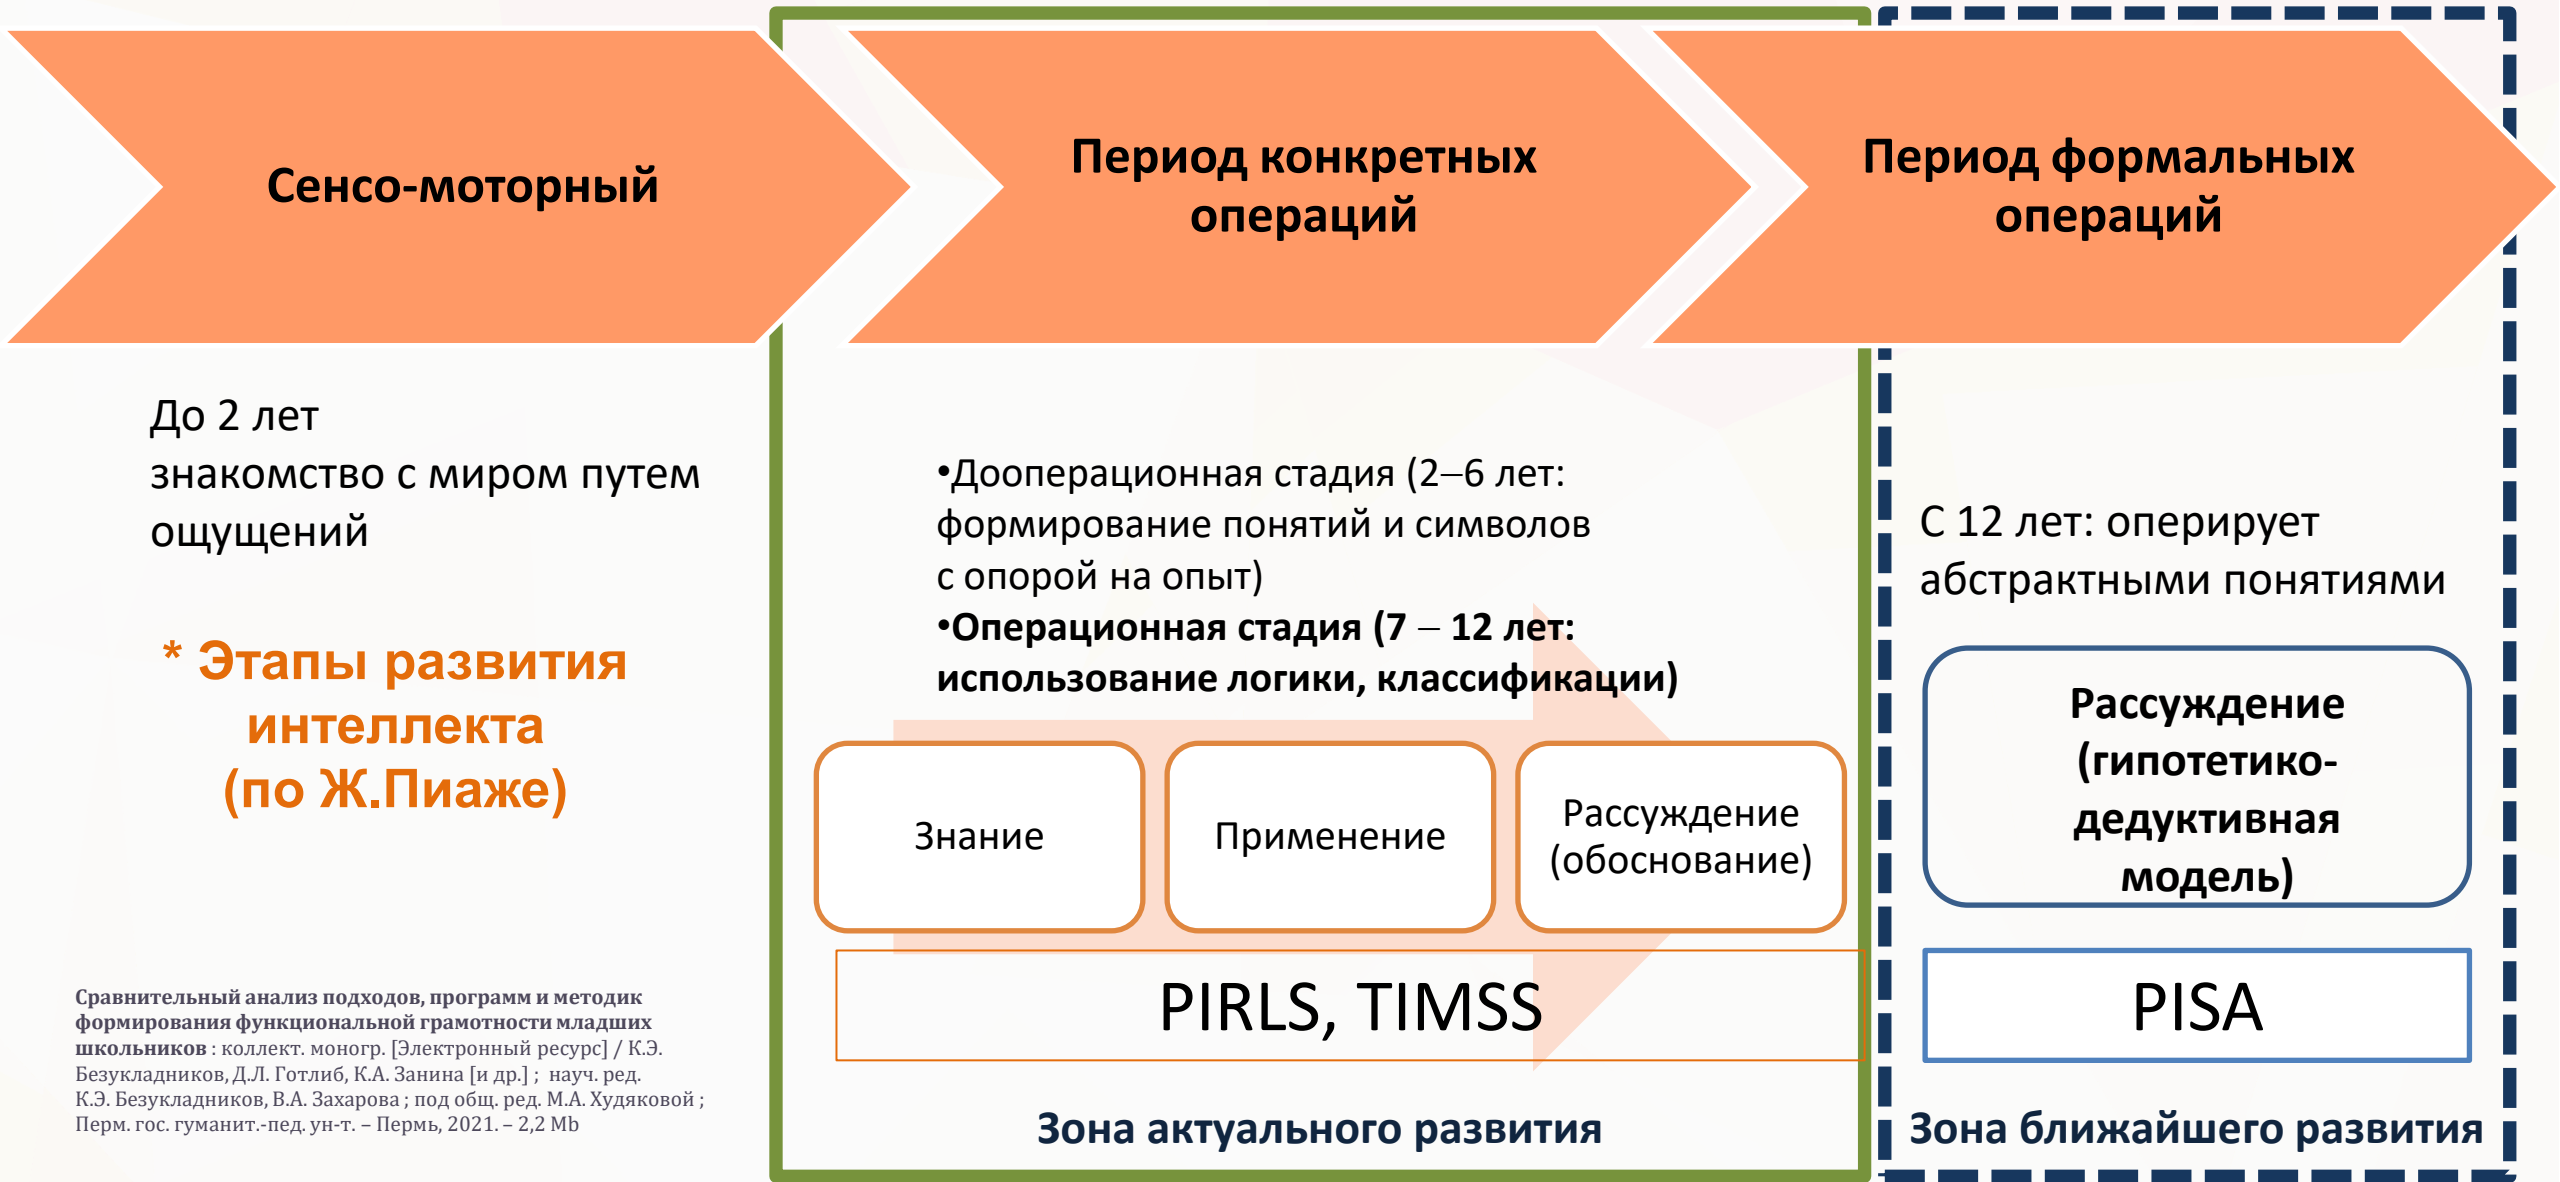 Сенсо-моторный
Период конкретных
операций
Период формальных
операций
До 2 лет
знакомство с миром путем
ощущений
* Этапы развития
интеллекта
(по Ж.Пиаже)
Сравнительный анализ подходов, программ и методик
формирования функциональной грамотности младших
школьников : коллект. моногр. [Электронный ресурс] / К.Э.
Безукладников, Д.Л. Готлиб, К.А. Занина [и др.] ; науч. ред.
К.Э. Безукладников, В.А. Захарова ; под общ. ред. М.А. Худяковой ;
Перм. гос. гуманит.-пед. ун-т. – Пермь, 2021. – 2,2 Mb
•Дооперационная стадия (2–6 лет:
формирование понятий и символов
с опорой на опыт)
•Операционная стадия (7 – 12 лет:
использование логики, классификации)
Знание
Применение
Рассуждение
(обоснование)
PIRLS, TIMSS
Зона актуального развития
С 12 лет: оперирует
абстрактными понятиями
Рассуждение
(гипотетико-
дедуктивная
модель)
PISA
Зона ближайшего развития